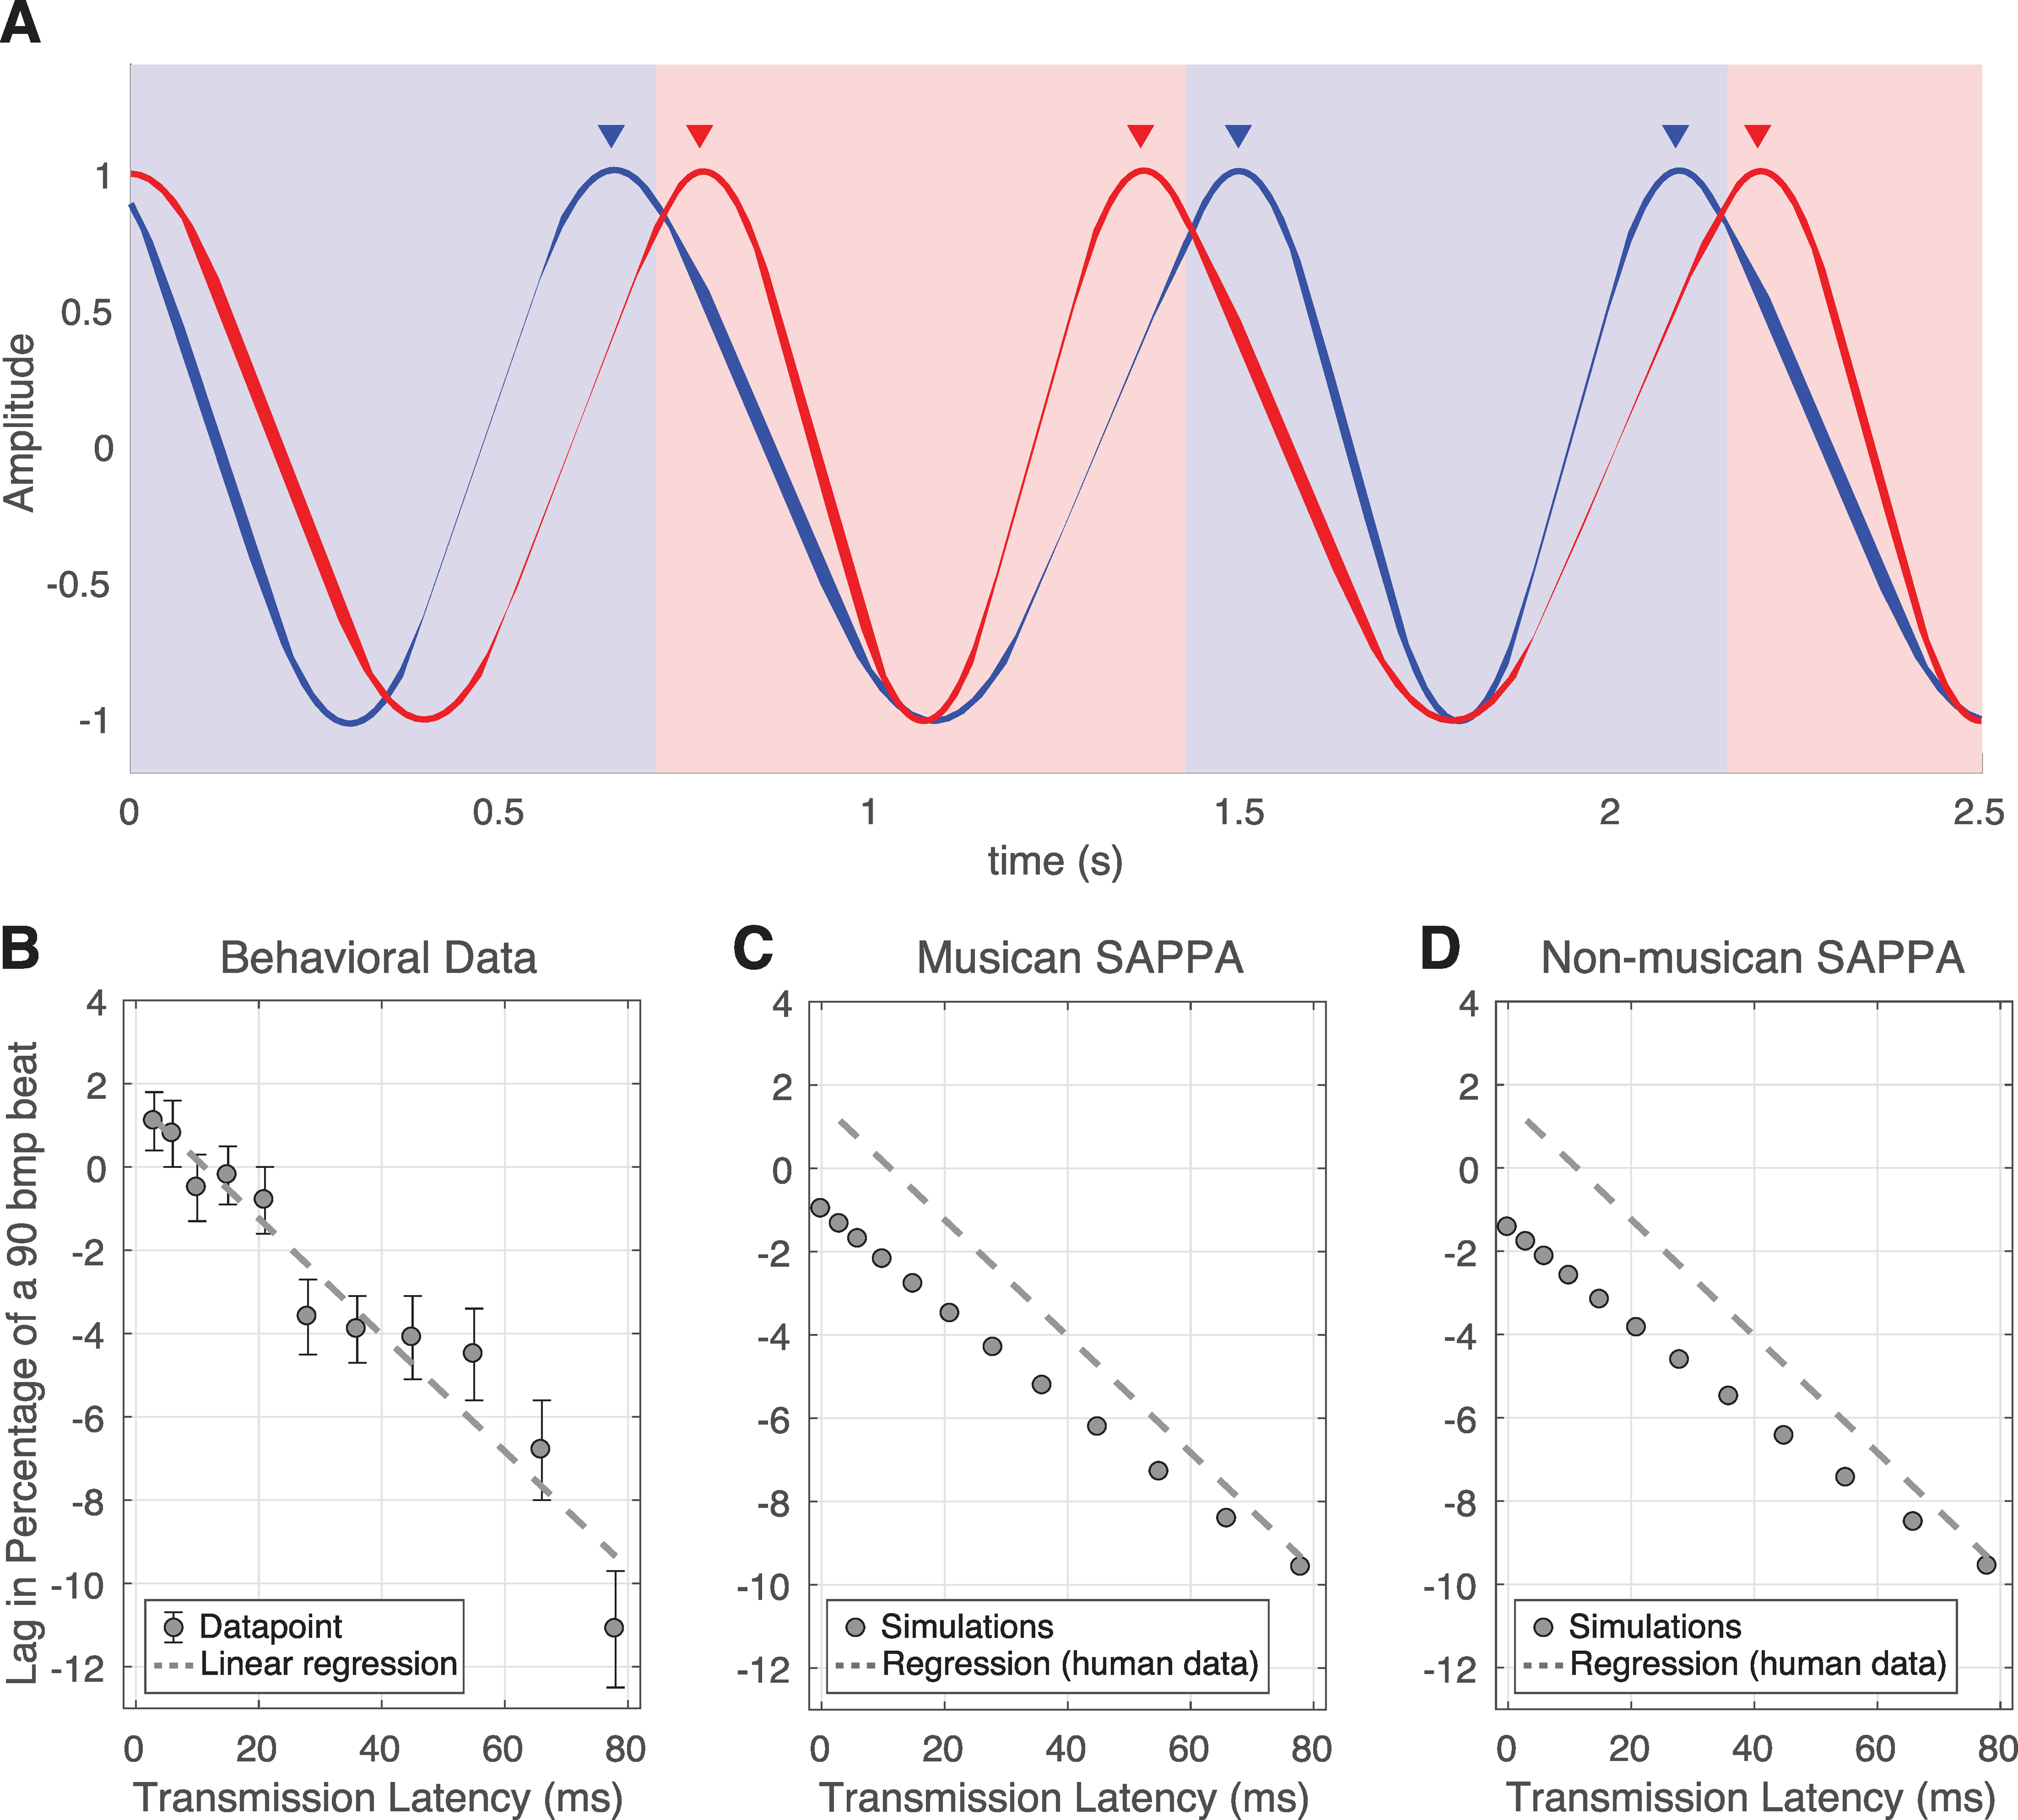 A
Amplitude
1
0.5
0
-0.5
-1
0 0.5 1 1.5 2 2.5
time (s)
B Behavioral Data
Lag in Percentage of a 90 bmp beat
4
2
0
-2
-4
-6
-8
-10
-12
Datapoint
Linear regression
0 20 40 60 80
Transmission Latency (ms)
C Musican SAPPA
4
2
0
-2
-4
-6
-8
-10
-12
Simulations
Regression (human data)
0 20 40 60 80
Transmission Latency (ms)
D Non-musican SAPPA
4
2
0
-2
-4
-6
-8
-10
-12
Simulations
Regression (human data)
0 20 40 60 80
Transmission Latency (ms)